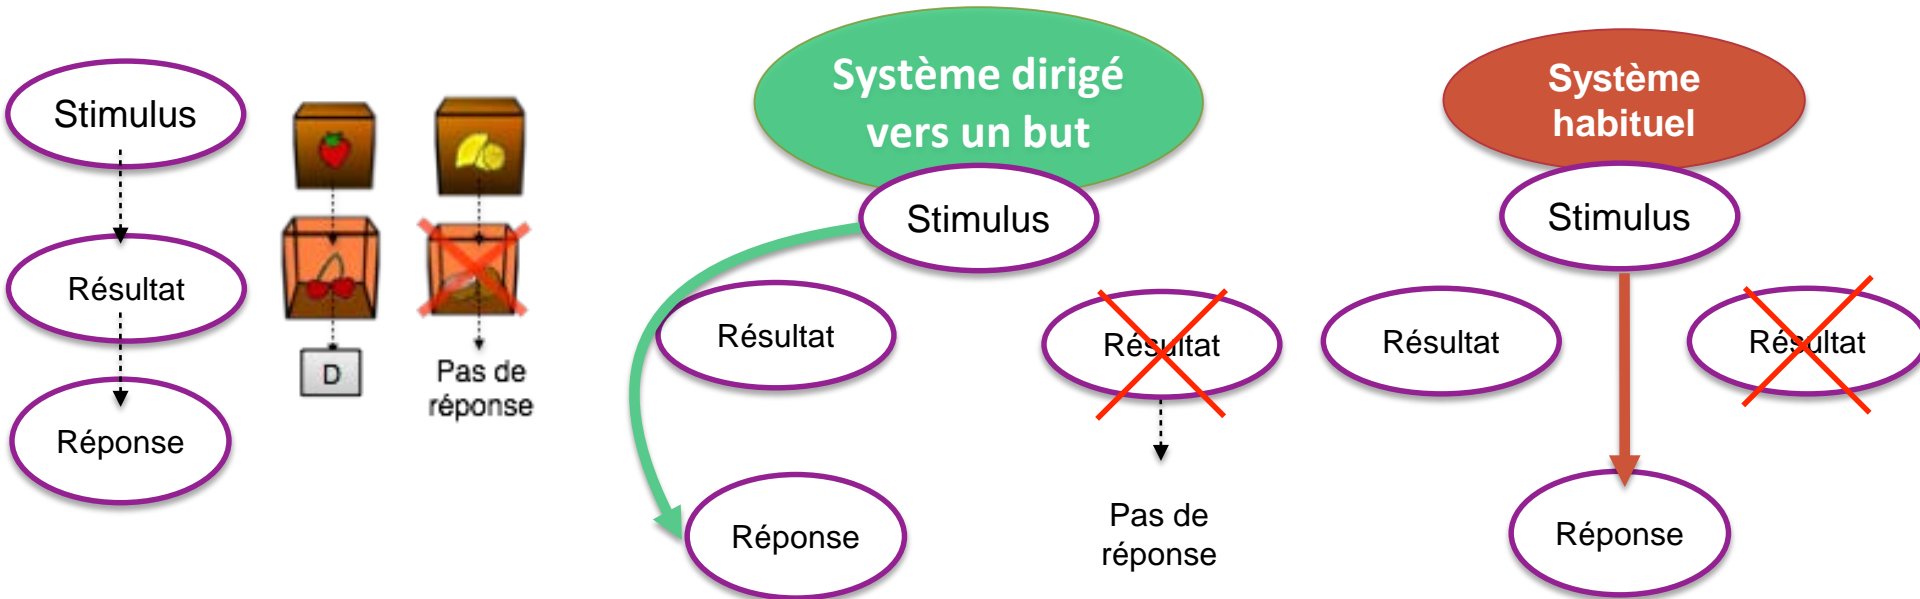 Stimulus
Résultat
Réponse
D
Pas de
réponse
Système dirigé
vers un but
Stimulus
Résultat
Résultat
Réponse
Pas de
réponse
Système
habituel
Stimulus
Résultat
Résultat
Réponse